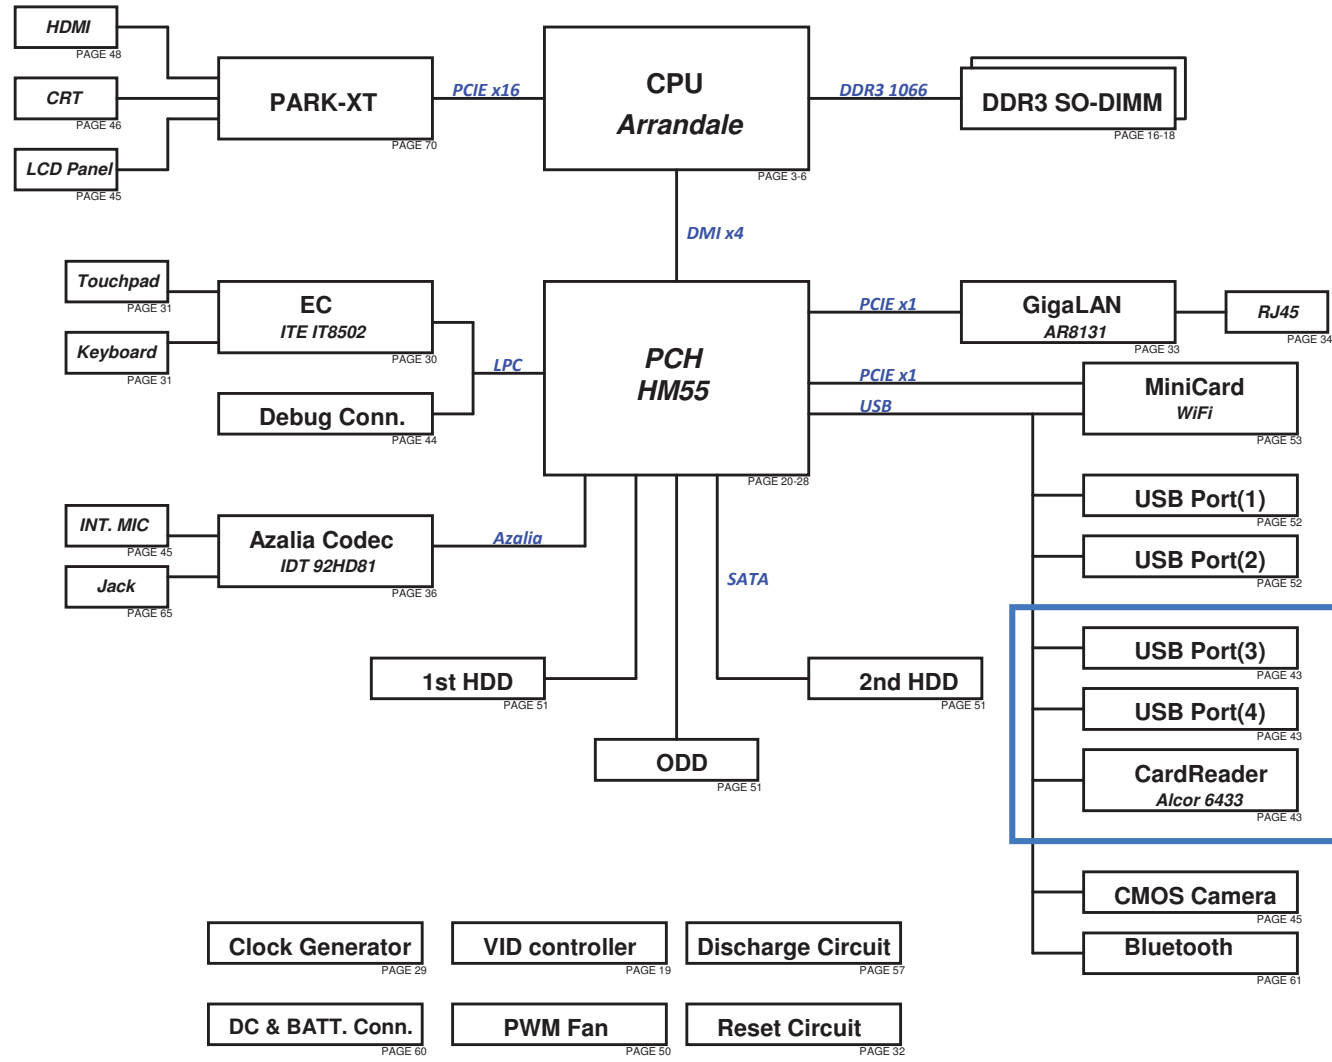 HDMI
PAGE 48
CRT
PAGE 46
LCD Panel
PAGE 45
PARK-XT
PAGE 70
PCIE x16
CPU
Arrandale
PAGE 3-6
DDR3 1066
DDR3 SO-DIMM
PAGE 16-18
DMI x4
Touchpad
PAGE 31
Keyboard
PAGE 31
EC
ITE IT8502
PAGE 30
Debug Conn.
PAGE 44
LPC
PCH
HM55
PAGE 20-28
PCIE x1
GigaLAN
AR8131
PAGE 33
RJ45
PAGE 34
PCIE x1
USB
MiniCard
WiFi
PAGE 53
INT. MIC
PAGE 45
Jack
PAGE 65
Azalia Codec
IDT 92HD81
PAGE 36
Azalia
SATA
USB Port(1)
PAGE 52
USB Port(2)
PAGE 52
USB Port(3)
PAGE 43
USB Port(4)
PAGE 43
CardReader
Alcor 6433
PAGE 43
1st HDD
PAGE 51
2nd HDD
PAGE 51
ODD
PAGE 51
CMOS Camera
PAGE 45
Bluetooth
PAGE 61
Clock Generator
PAGE 29
VID controller
PAGE 19
Discharge Circuit
PAGE 57
DC & BATT. Conn.
PAGE 60
PWM Fan
PAGE 50
Reset Circuit
PAGE 32